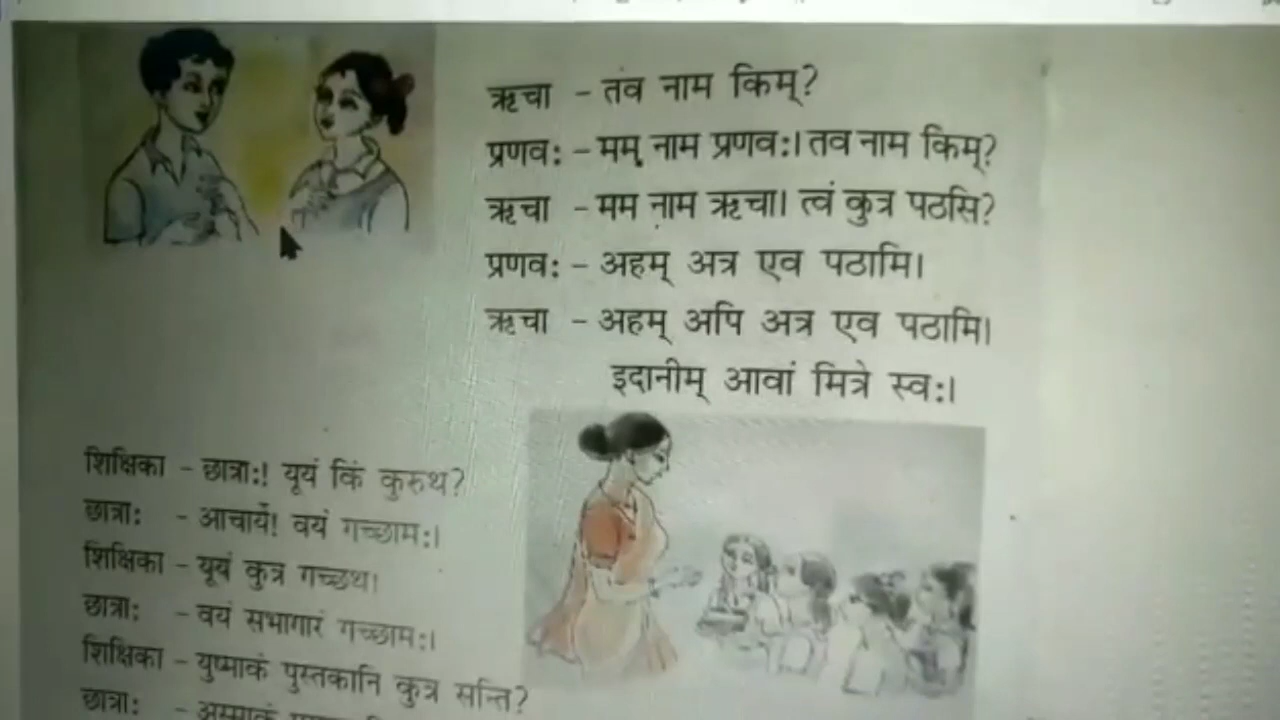 ऋचा - तव नाम किम्?
प्रणवः - मम नाम प्रणवः। तव नाम किम्?
ऋचा - मम नाम ऋचा। त्वं कुत्र पठसि?
प्रणवः - अहम् अत्र एव पठामि।
ऋचा - अहम् अपि अत्र एव पठामि।
इदानीम् आवां मित्रे स्वः।
शिक्षिका - छात्राः! यूयं किं कुरुथ?
छात्राः - आचार्ये! वयं गच्छामः।
शिक्षिका - यूयं कुत्र गच्छथ।
छात्राः - वयं सभागारं गच्छामः।
शिक्षिका - युष्माकं पुस्तकानि कुत्र सन्ति?
छात्राः - अस्माकं